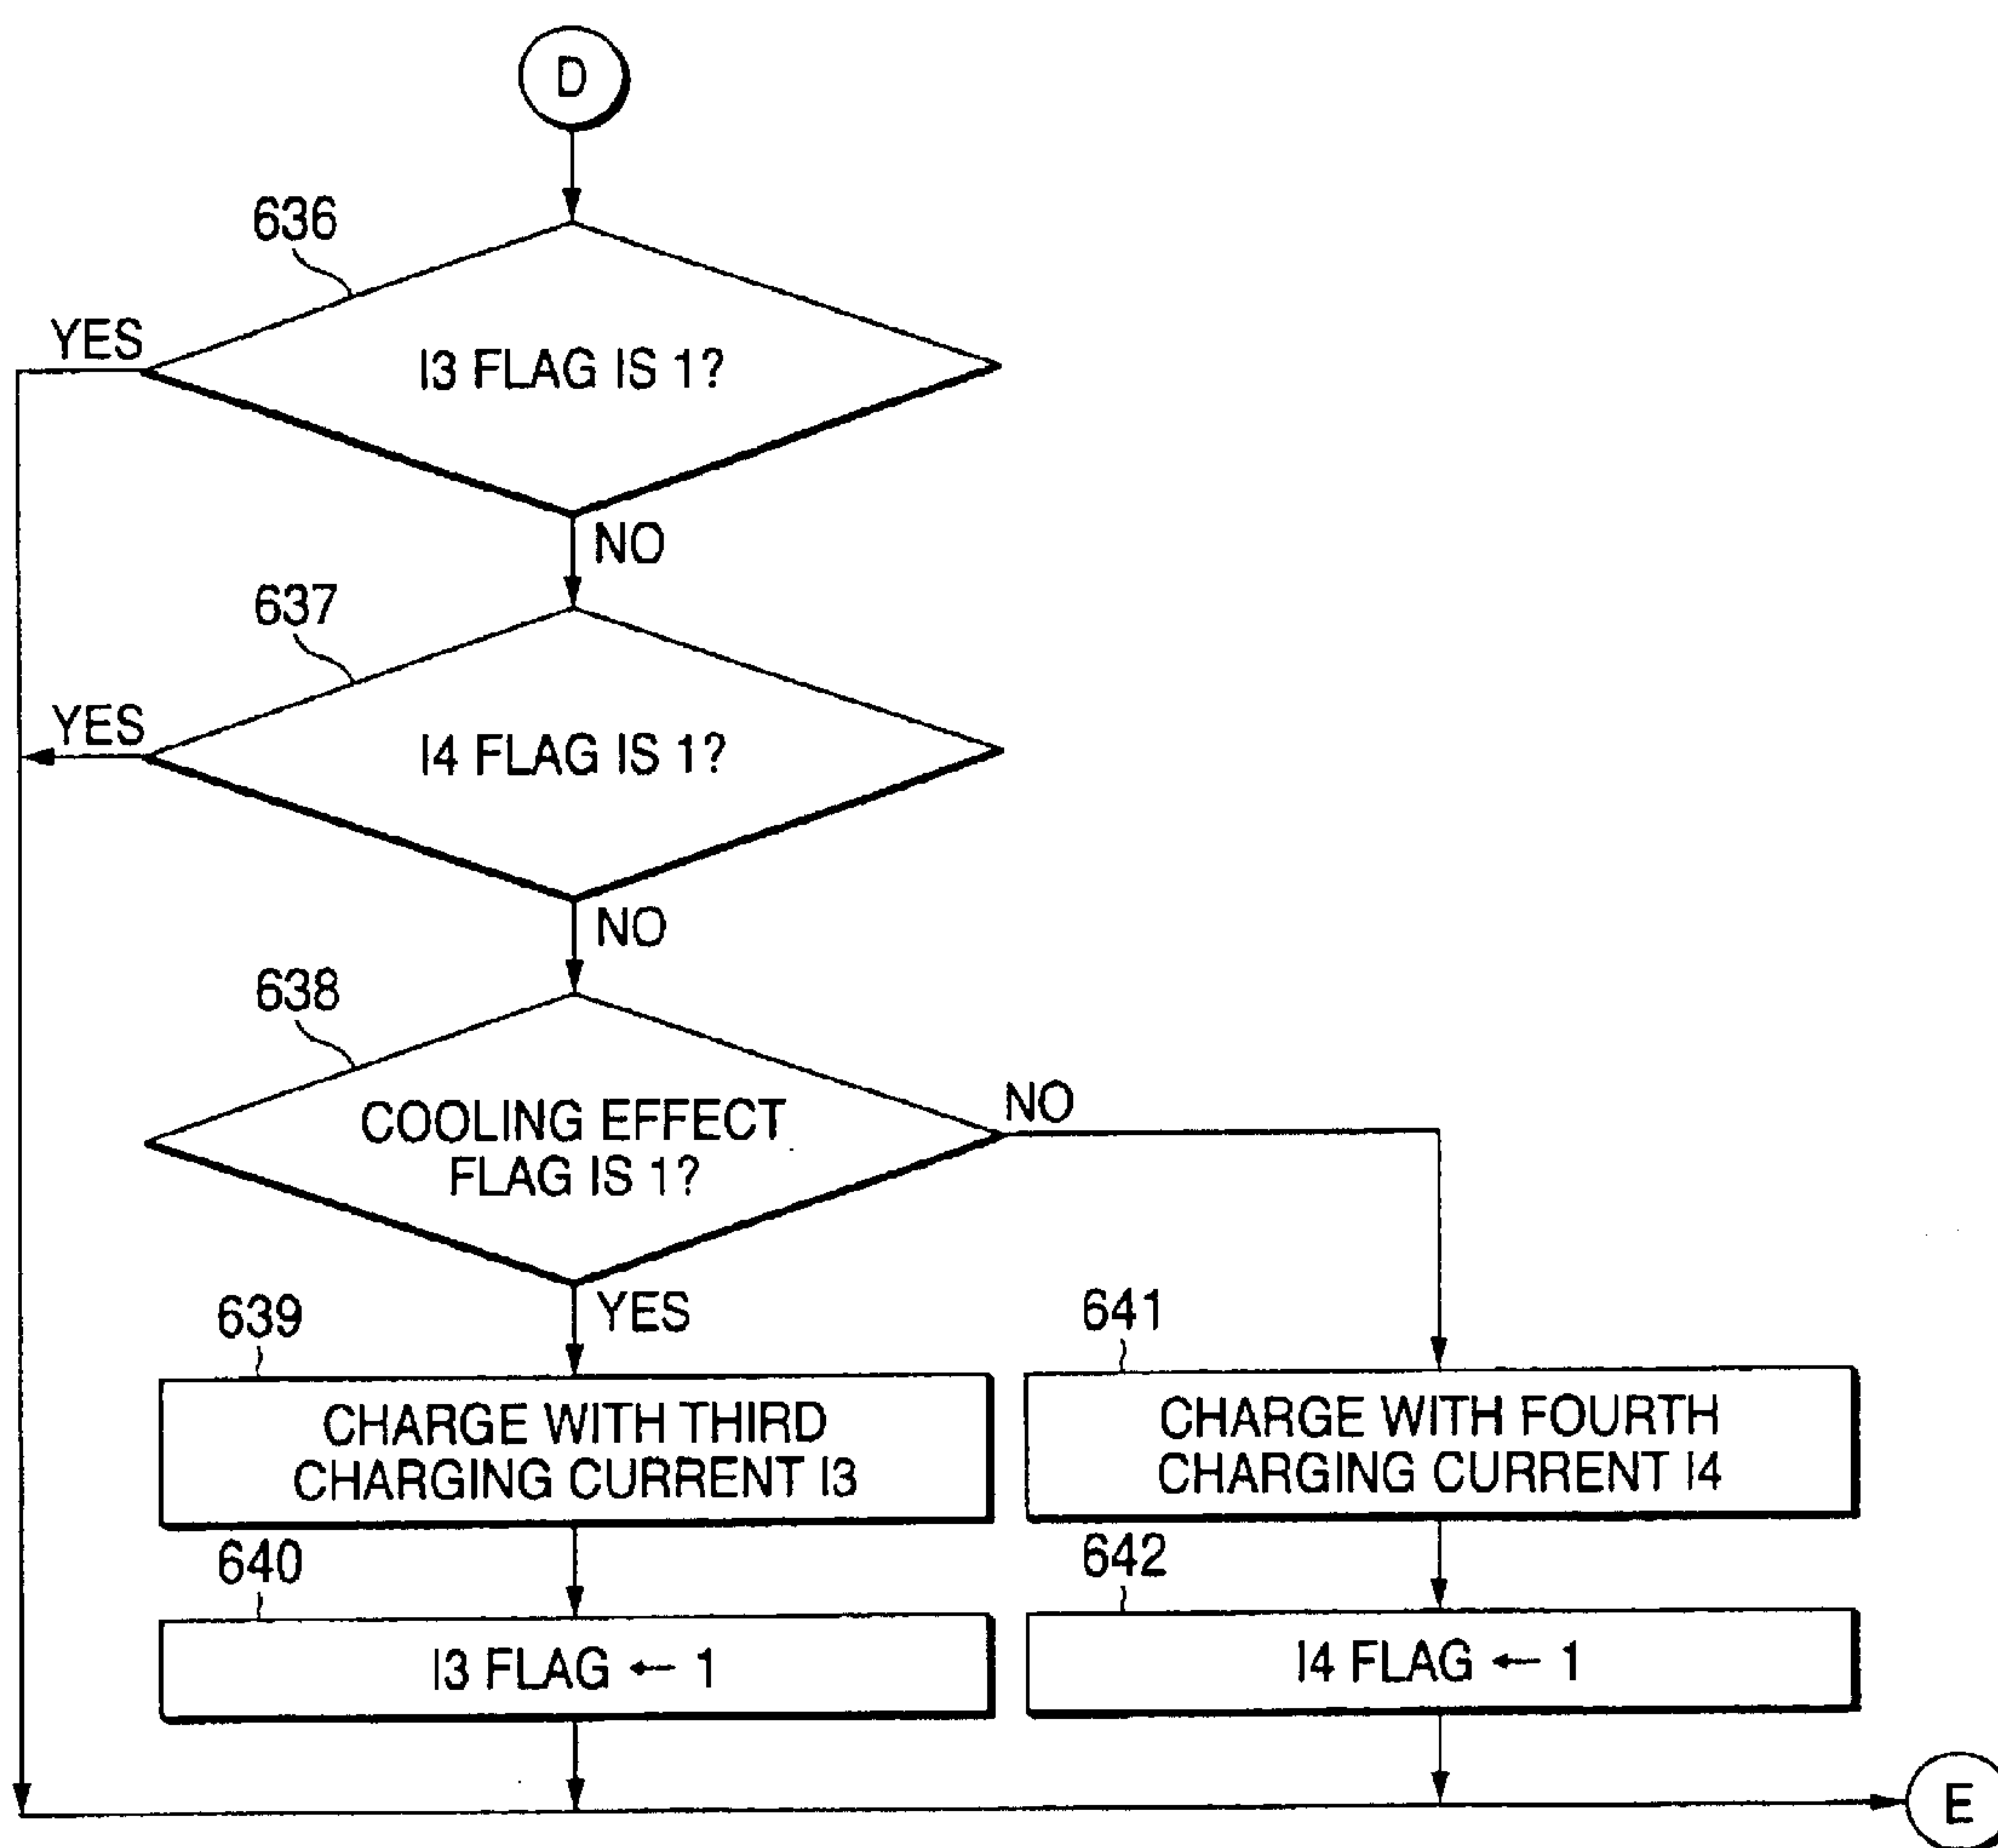 D
636
YES
I3 FLAG IS 1?
NO
637
YES
I4 FLAG IS 1?
NO
638
COOLING EFFECT
FLAG IS 1?
NO
YES
639
CHARGE WITH THIRD
CHARGING CURRENT I3
641
CHARGE WITH FOURTH
CHARGING CURRENT I4
640
I3 FLAG ← 1
642
I4 FLAG ← 1
E